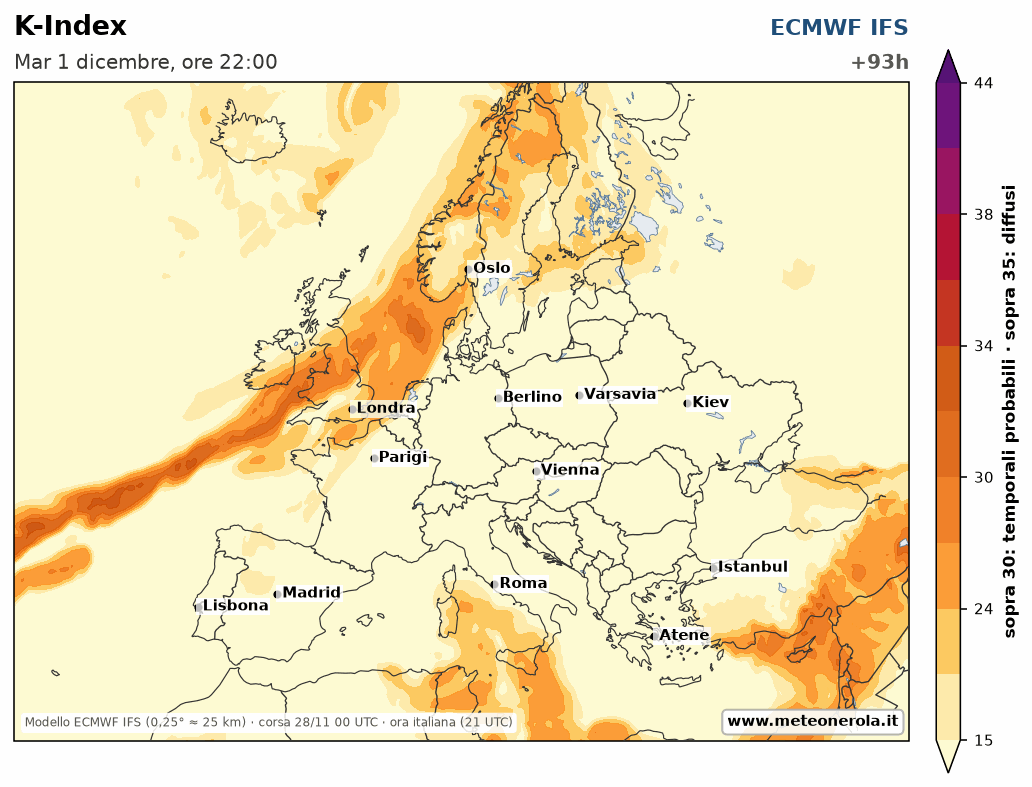 K-Index
ECMWF IFS
Mar 1 dicembre, ore 22:00
+93h
44
38
34
30
24
15
sopra 30: temporali probabili · sopra 35: diffusi
Oslo
Londra
Berlino
Varsavia
Kiev
Parigi
Vienna
Istanbul
Roma
Madrid
Lisbona
Atene
Modello ECMWF IFS (0,25° ≈ 25 km) · corsa 28/11 00 UTC · ora italiana (21 UTC)
www.meteonerola.it